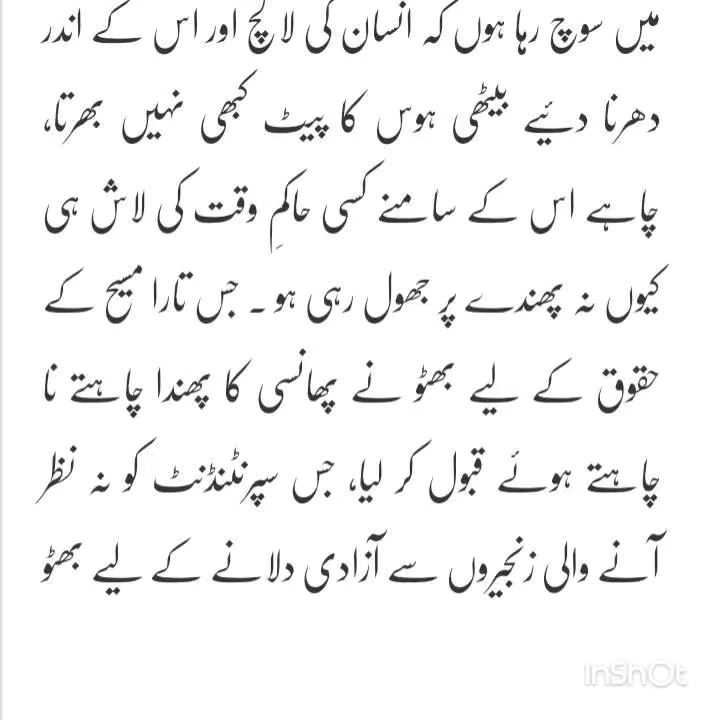 میں سوچ رہا ہوں کہ انسان کی لالچ اور اس کے اندر
دھرنا دئیے بیٹھی ہوس کا پیٹ کبھی نہیں بھرتا،
چاہے اس کے سامنے کسی حاکمِ وقت کی لاش ہی
کیوں نہ پھندے پر جھول رہی ہو ۔ جس تارا مسیح کے
حقوق کے لیے بھٹو نے پھانسی کا پھندا چاہتے نا
چاہتے ہوئے قبول کر لیا، جس سپرنٹنڈنٹ کو نہ نظر
آنے والی زنجیروں سے آزادی دلانے کے لیے بھٹو
InShOt